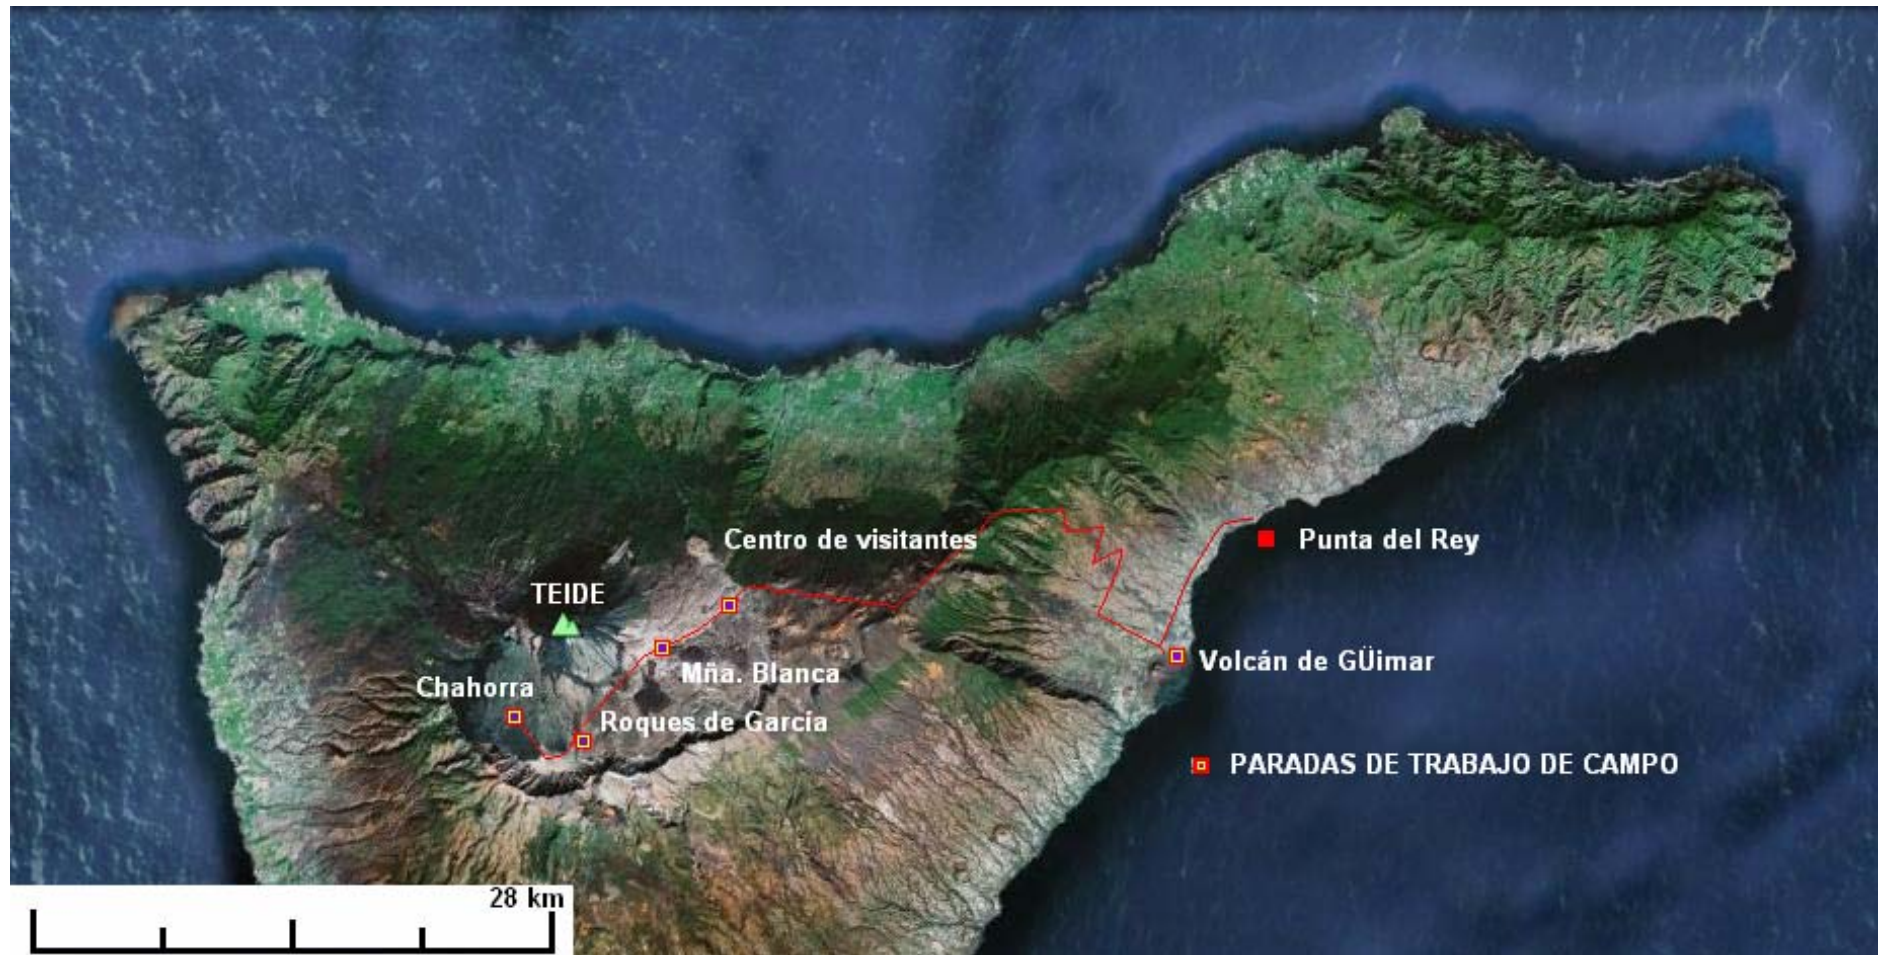 Centro de visitantes
Punta del Rey
TEIDE
Volcán de GÜimar
Mña. Blanca
Chahorra
Roques de García
PARADAS DE TRABAJO DE CAMPO
28 km